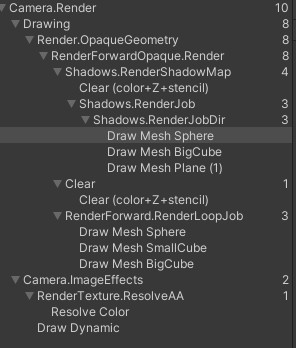 Camera.Render 10
Drawing 8
Render.OpaqueGeometry 8
RenderForwardOpaque.Render 8
Shadows.RenderShadowMap 4
Clear (color+Z+stencil)
Shadows.RenderJob 3
Shadows.RenderJobDir 3
Draw Mesh Sphere
Draw Mesh BigCube
Draw Mesh Plane (1)
Clear 1
Clear (color+Z+stencil)
RenderForward.RenderLoopJob 3
Draw Mesh Sphere
Draw Mesh SmallCube
Draw Mesh BigCube
Camera.ImageEffects 2
RenderTexture.ResolveAA 1
Resolve Color
Draw Dynamic